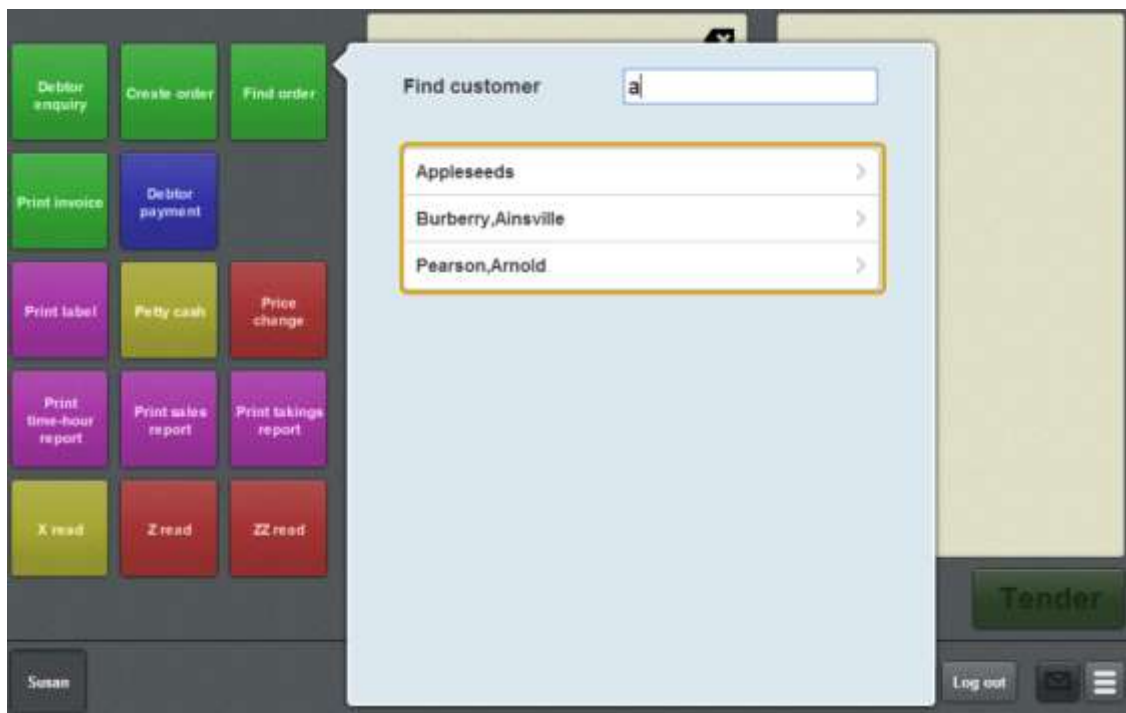 Debtor
enquiry
Create order
Find order
Find customer
a
Print invoice
Debtor
payment
Appleseeds
Burberry,Ainsville
Pearson,Arnold
Print label
Petty cash
Price
change
Print
time-hour
report
Print sales
report
Print takings
report
X read
Z read
ZZ read
Tender
Susan
Log out